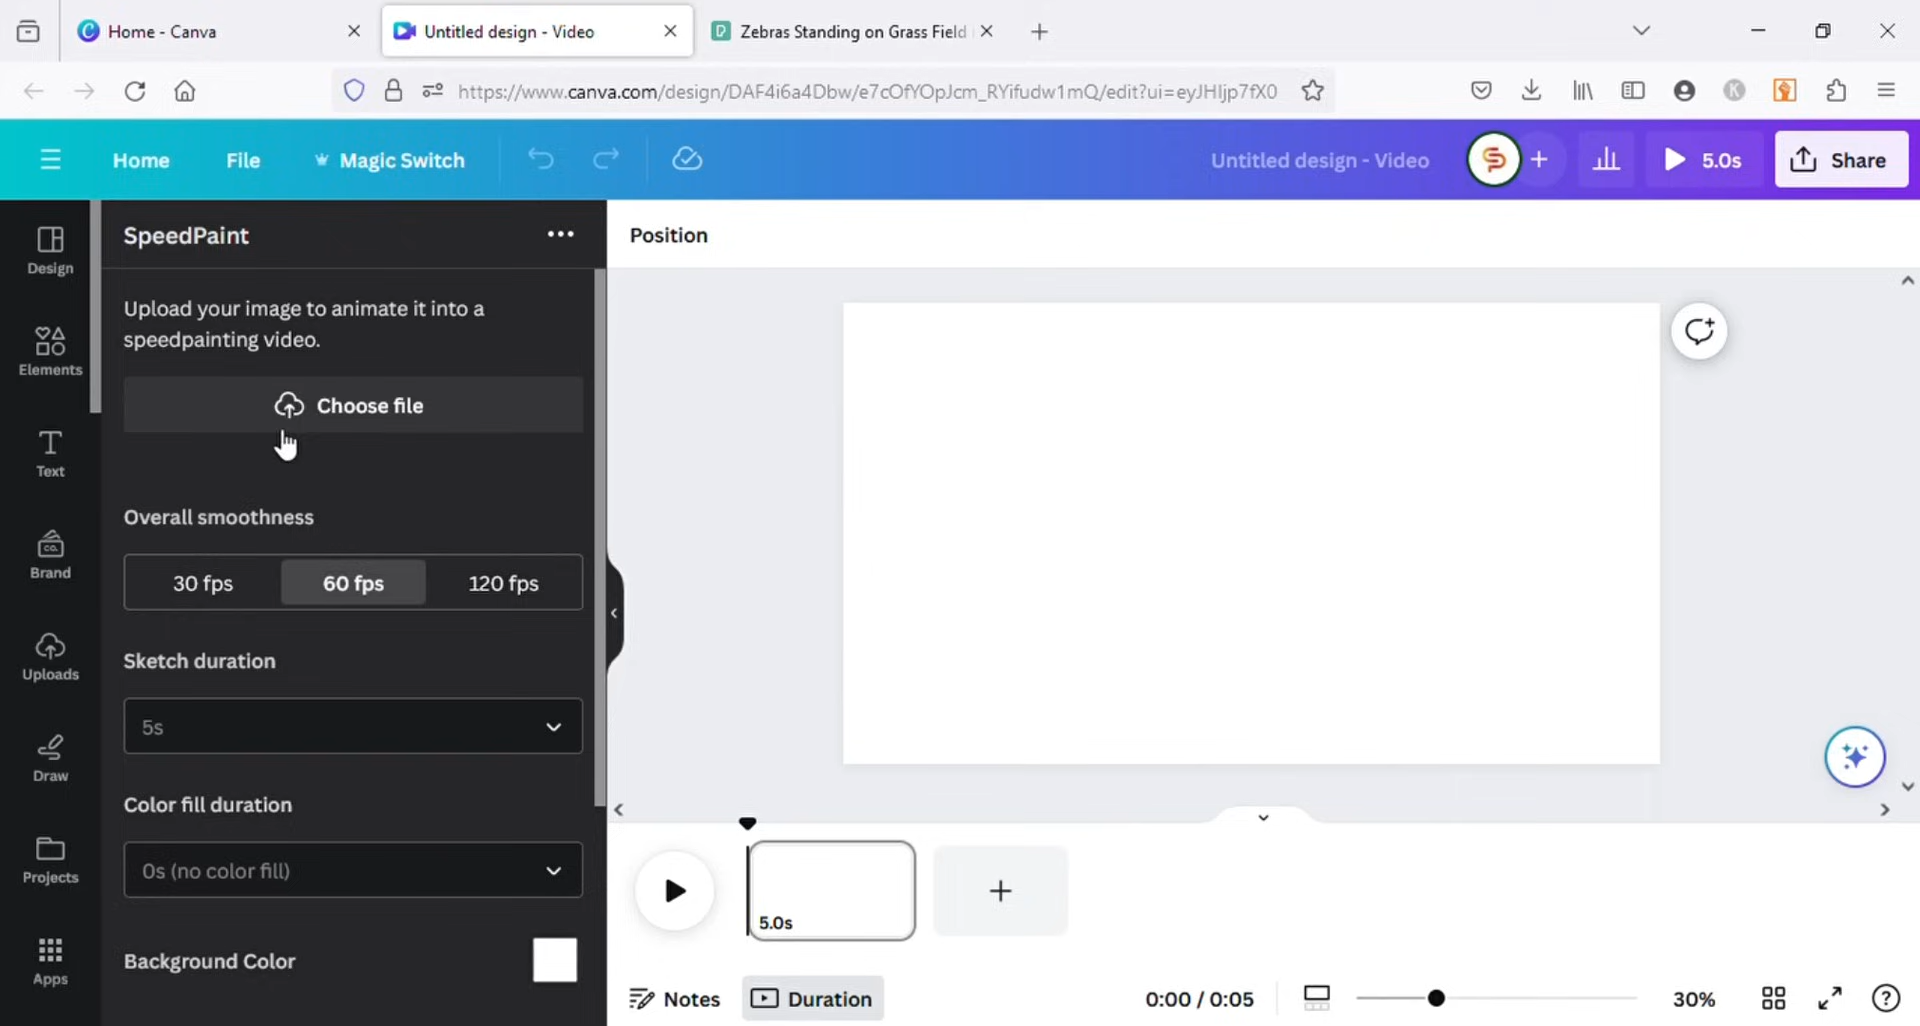 Home - Canva
Untitled design - Video
Zebras Standing on Grass Field
https://www.canva.com/design/DAF4i6a4Dbw/e7cOfYOpJcm_RYifudw1mQ/edit?ui=eyJHIjp7fX0
Home
File
Magic Switch
Untitled design - Video
5.0s
Share
Design
Elements
Text
CO.
Brand
Uploads
Draw
Projects
Apps
SpeedPaint
Upload your image to animate it into a
speedpainting video.
Choose file
Overall smoothness
30 fps
60 fps
120 fps
Sketch duration
5s
Color fill duration
0s (no color fill)
Background Color
Position
5.0s
Notes
Duration
0:00 / 0:05
30%